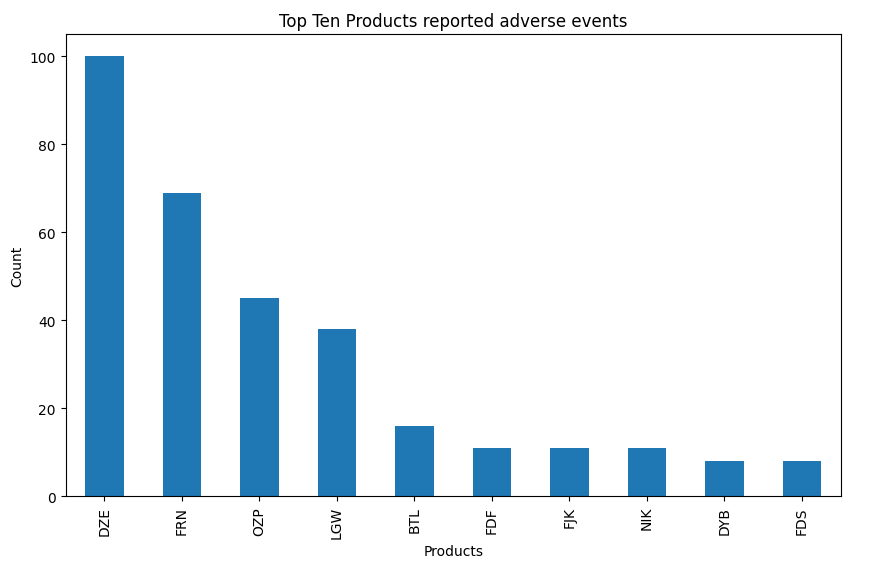 Top Ten Products reported adverse events
Count
100
80
60
40
20
0
DZE
FRN
OZP
LGW
BTL
FDF
FJK
NIK
DYB
FDS
Products